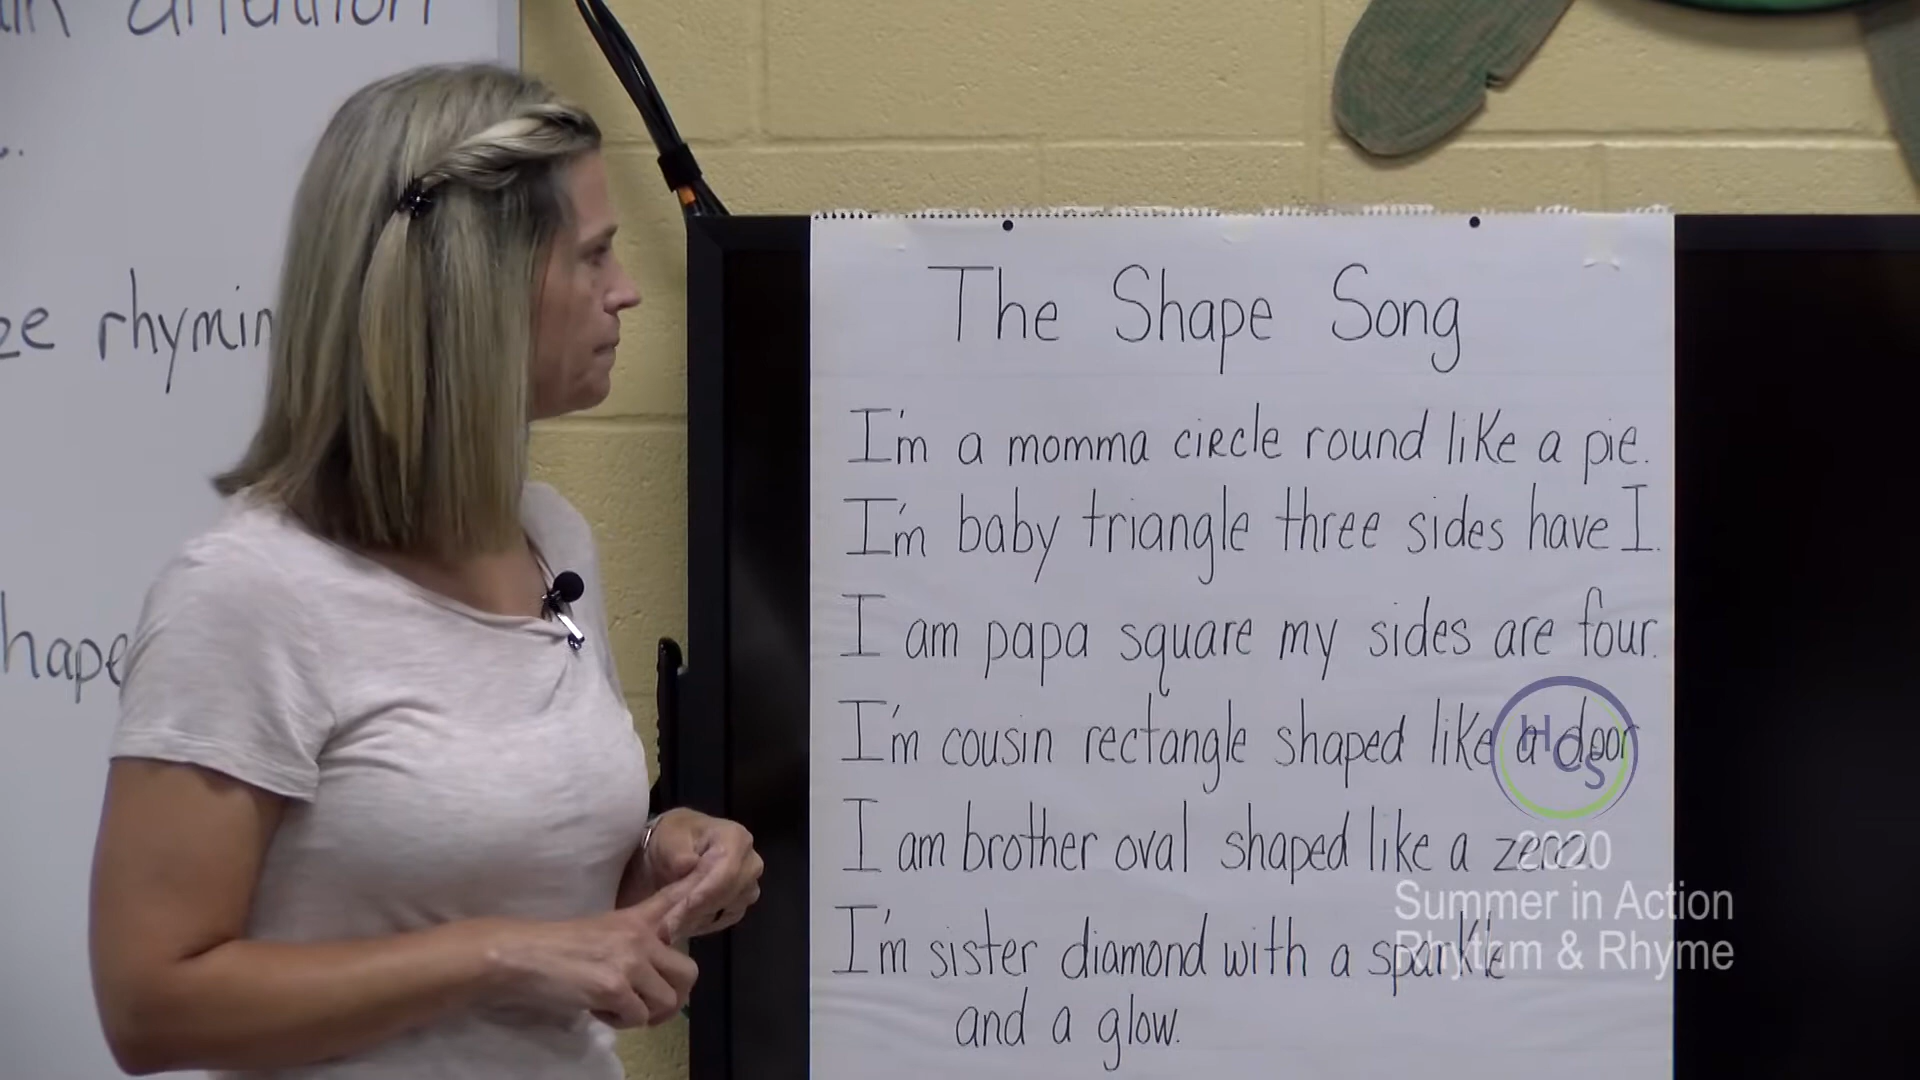 attention
rhymin
The Shape Song
I'm a momma circle round like a pie.
I'm baby triangle three sides have I.
I am papa square my sides are four.
I'm cousin rectangle shaped like a door
I am brother oval shaped like a zero.
I'm sister diamond with a sparkle
and a glow.
HCS
2020
Summer in Action
Rhythm & Rhyme